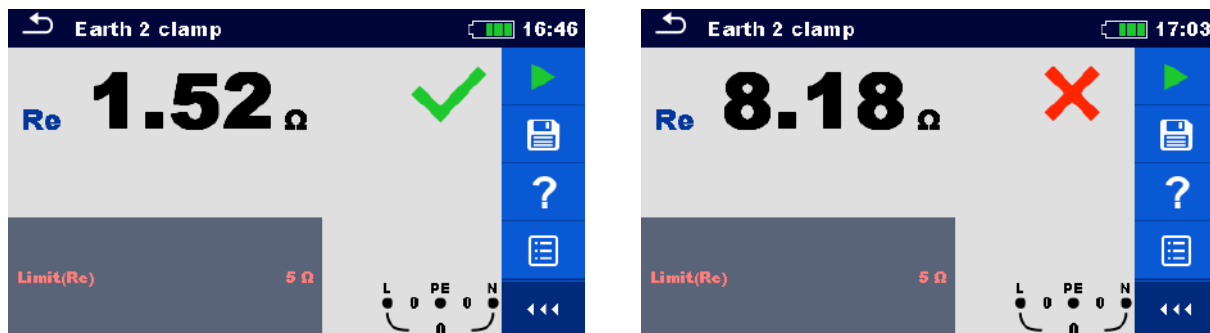 Earth 2 clamp 16:46
Re 1.52 Ω
?
Limit(Re) 5 Ω
L PE N
0 0
0
Earth 2 clamp 17:03
Re 8.18 Ω
?
Limit(Re) 5 Ω
L PE N
0 0
0